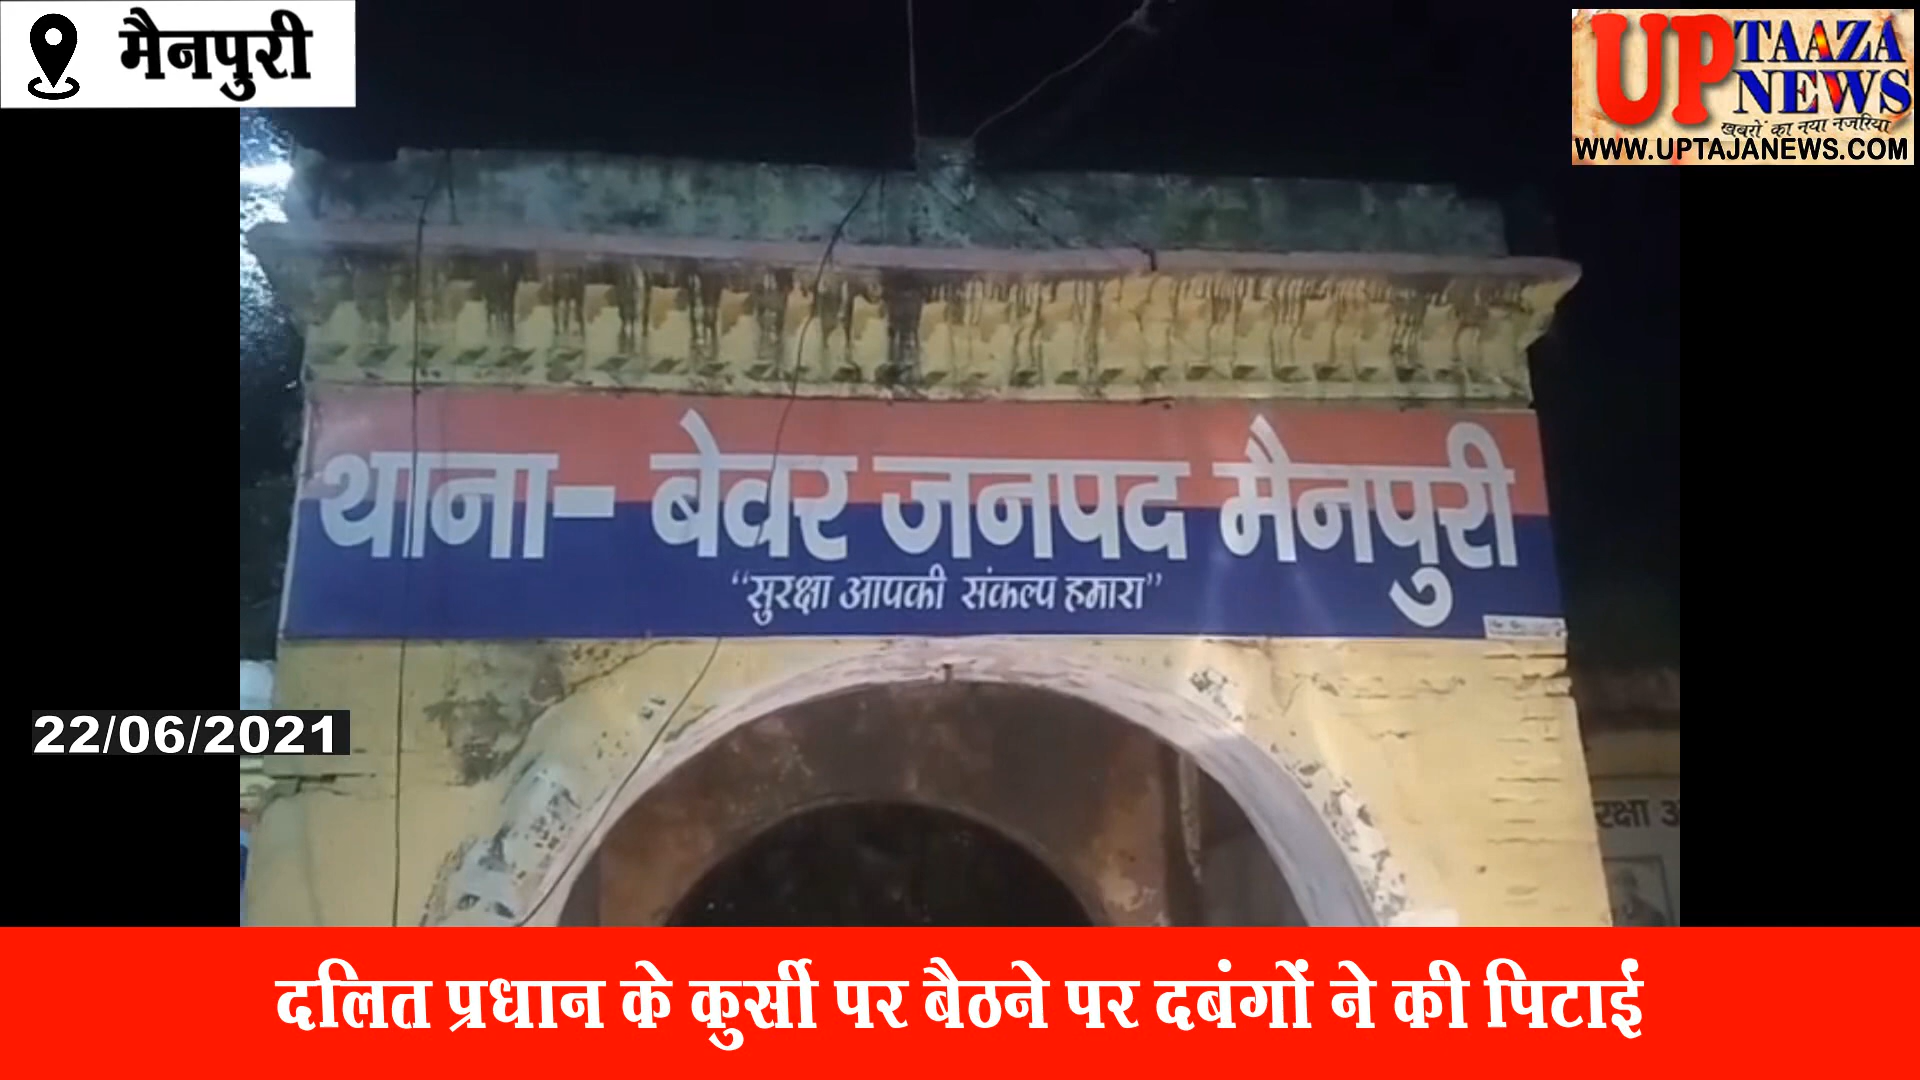 मैनपुरी
UP TAAZA NEWS
खबरों का नया नजरिया
WWW.UPTAJANEWS.COM
थाना- बेवर जनपद मैनपुरी
“सुरक्षा आपकी संकल्प हमारा”
22/06/2021
दलित प्रधान के कुर्सी पर बैठने पर दबंगों ने की पिटाई